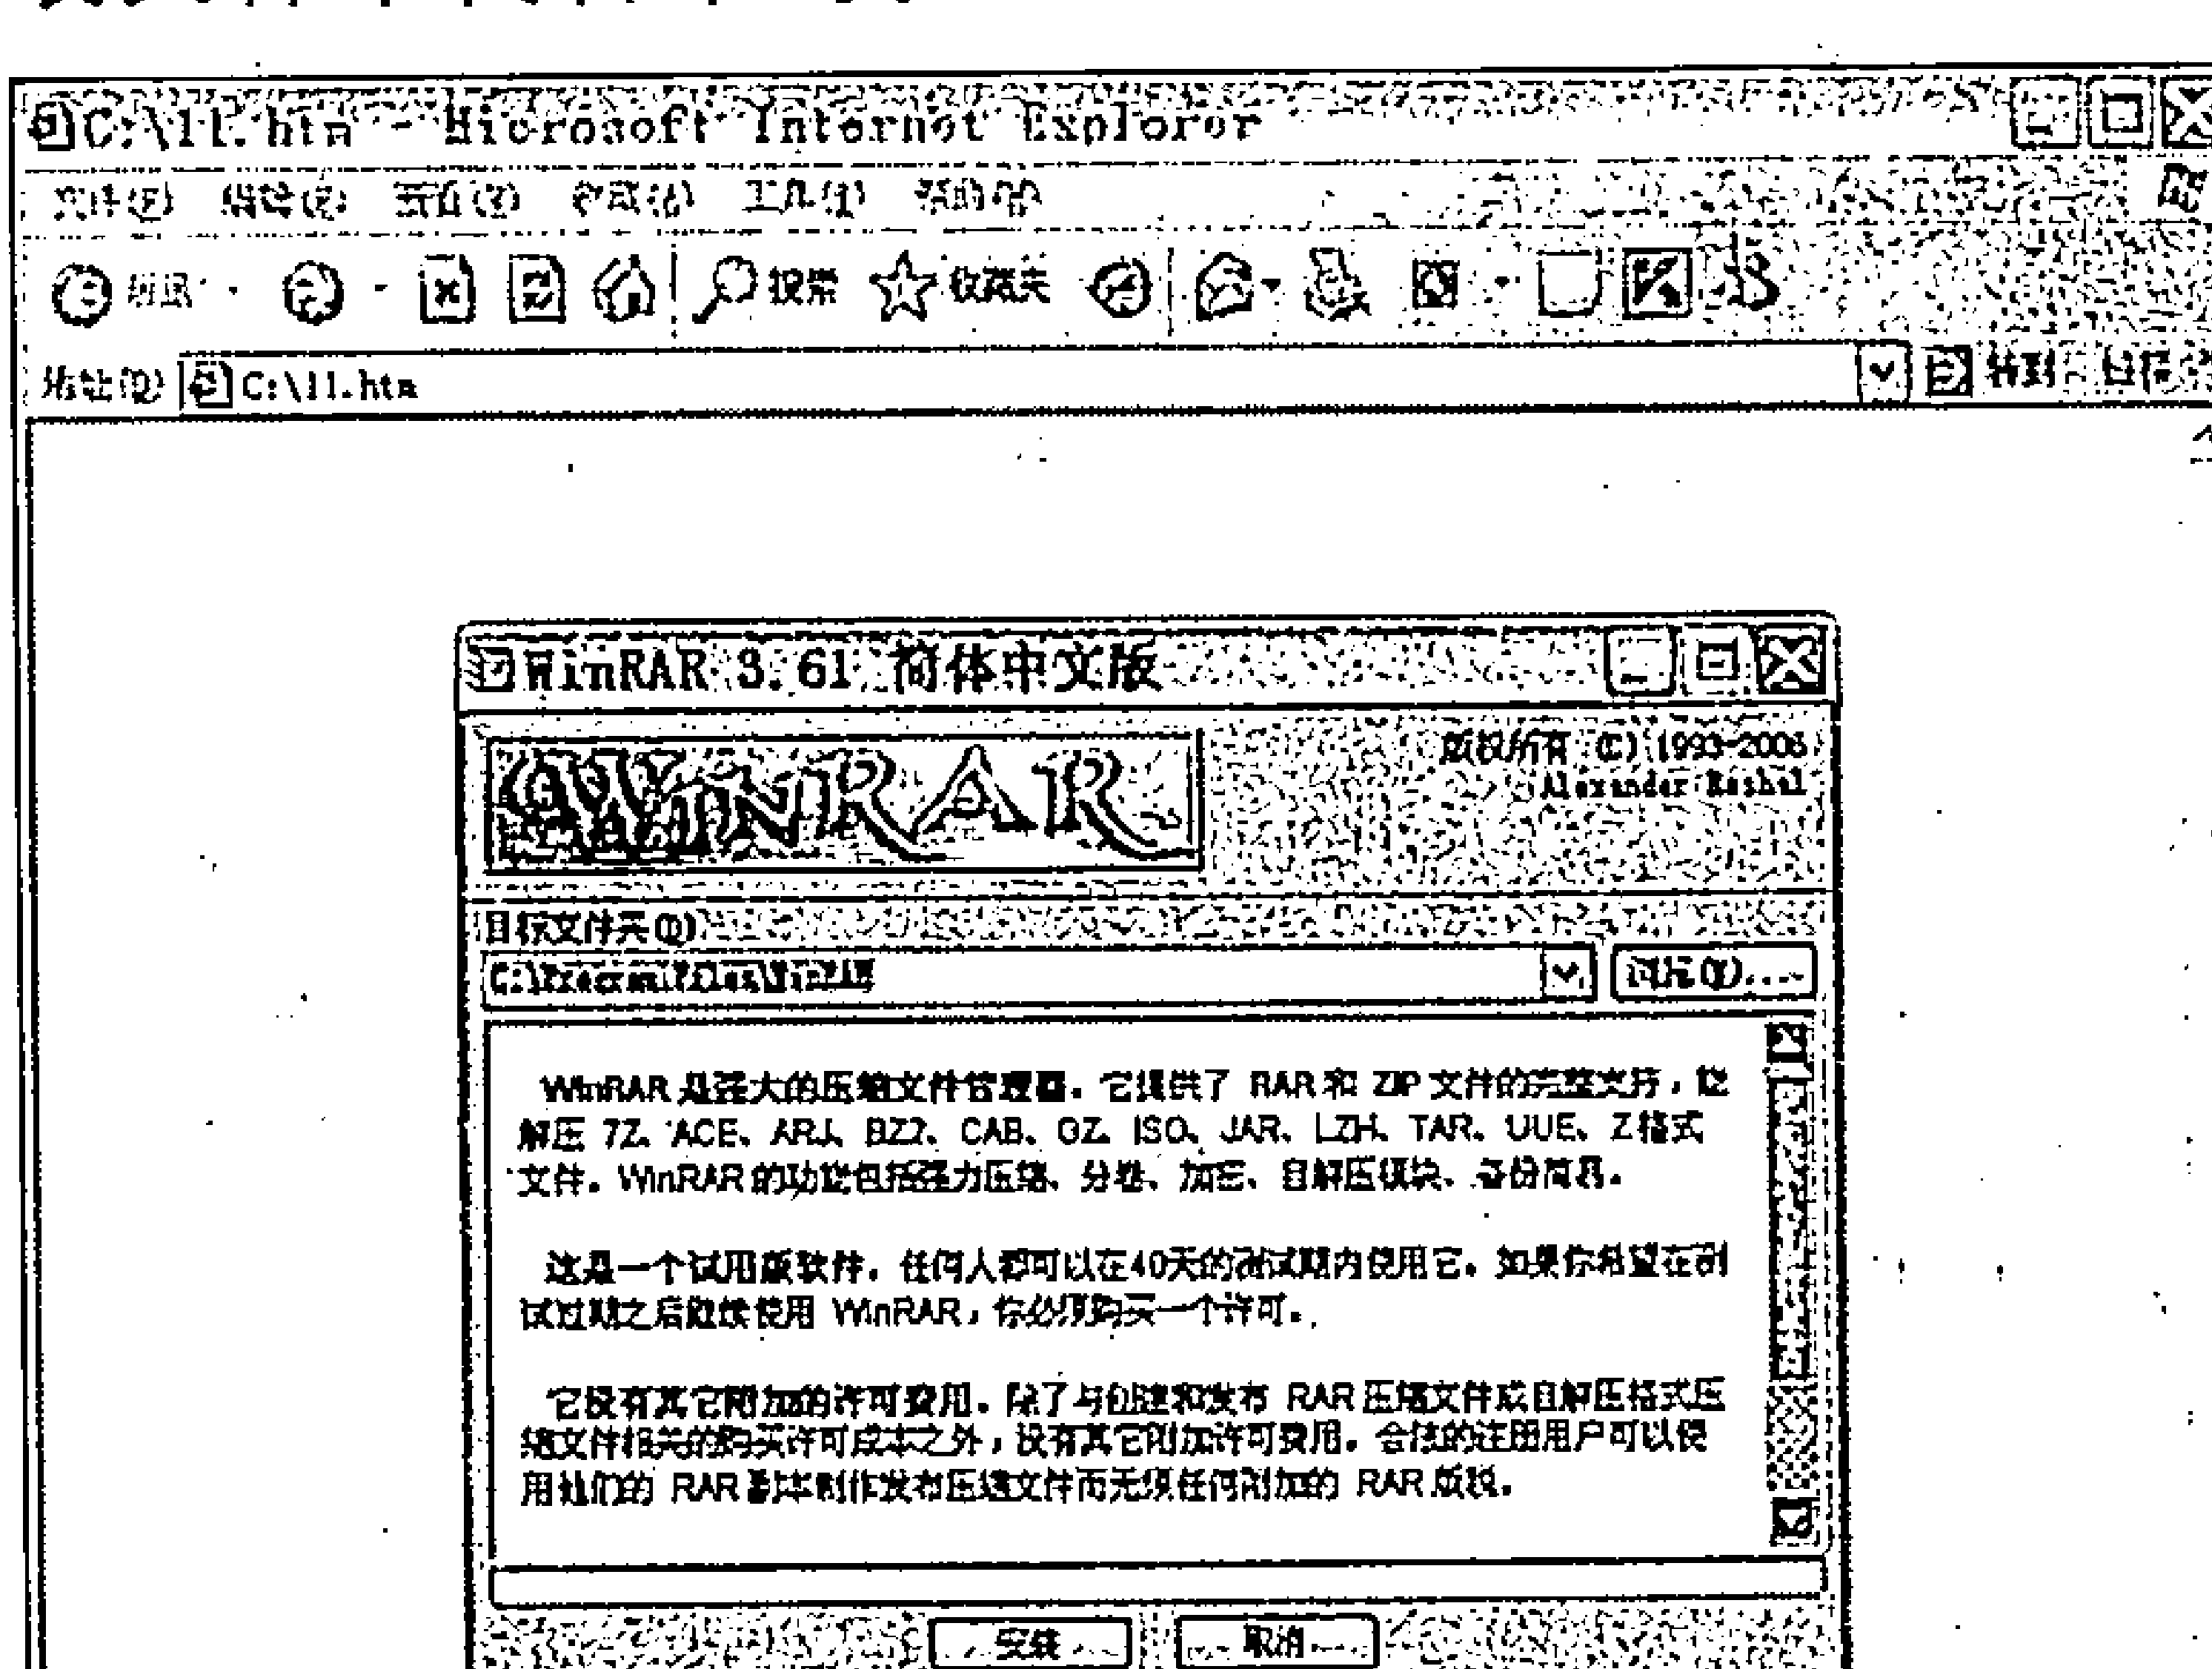 C:\11.htm - Microsoft Internet Explorer
文件(F) 编辑(E) 查看(V) 收藏(A) 工具(T) 帮助(H)
后退 搜索 收藏夹
地址(D) C:\11.htm 转到 链接
WinRAR 3.61 简体中文版
WinRAR
版权所有 (C) 1993-2006
Alexander Roshal
目标文件夹(D)
C:\Program Files\WinRAR
浏览(W)...
WinRAR 是强大的压缩文件管理器。它提供了 RAR 和 ZIP 文件的完整支持，能
解压 7Z、ACE、ARJ、BZ2、CAB、GZ、ISO、JAR、LZH、TAR、UUE、Z 格式
文件。WinRAR 的功能包括强力压缩、分卷、加密、自解压模块、备份简易。
这是一个试用版软件，任何人都可以在40天的测试期内使用它。如果你希望在测
试过期之后继续使用 WinRAR，你必须购买一个许可。
它没有其它附加的许可费用。除了与创建和发布 RAR 压缩文件或自解压格式压
缩文件相关的购买许可成本之外，没有其它附加许可费用。合法的注册用户可以使
用他们的 RAR 副本制作发布压缩文件而无须任何附加的 RAR 版税。
安装 取消